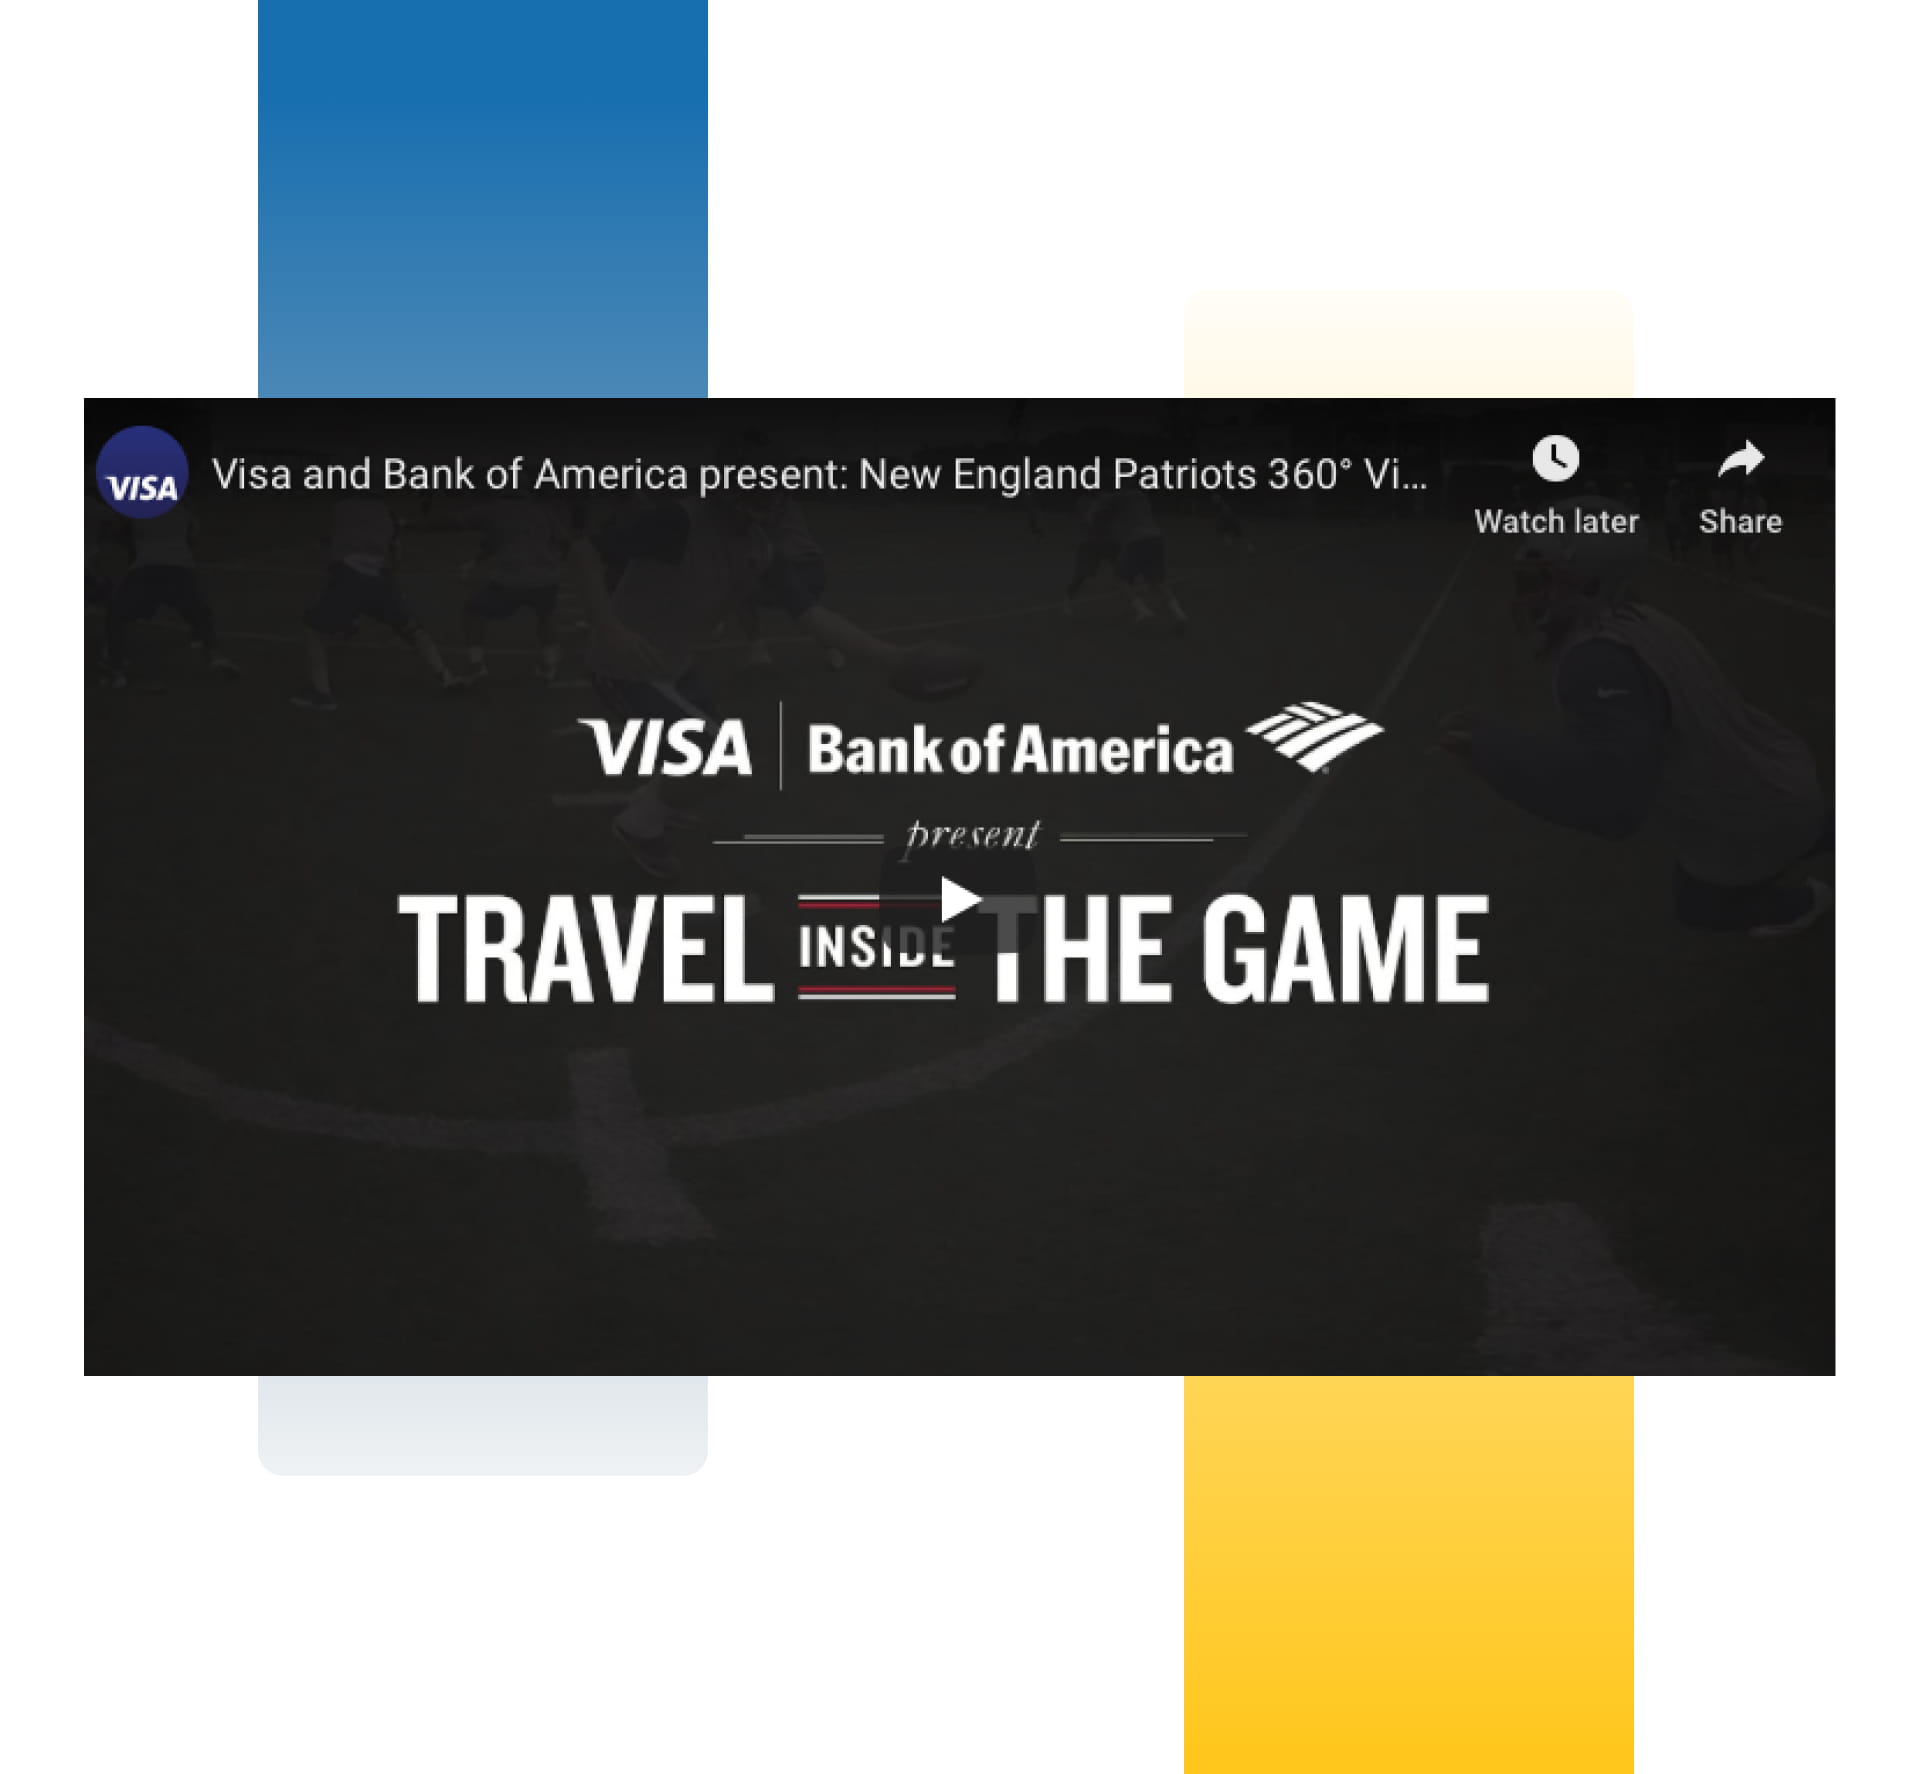 VISA
Visa and Bank of America present: New England Patriots 360° Vi...
Watch later
Share
VISA
Bank of America
present
TRAVEL INSIDE THE GAME